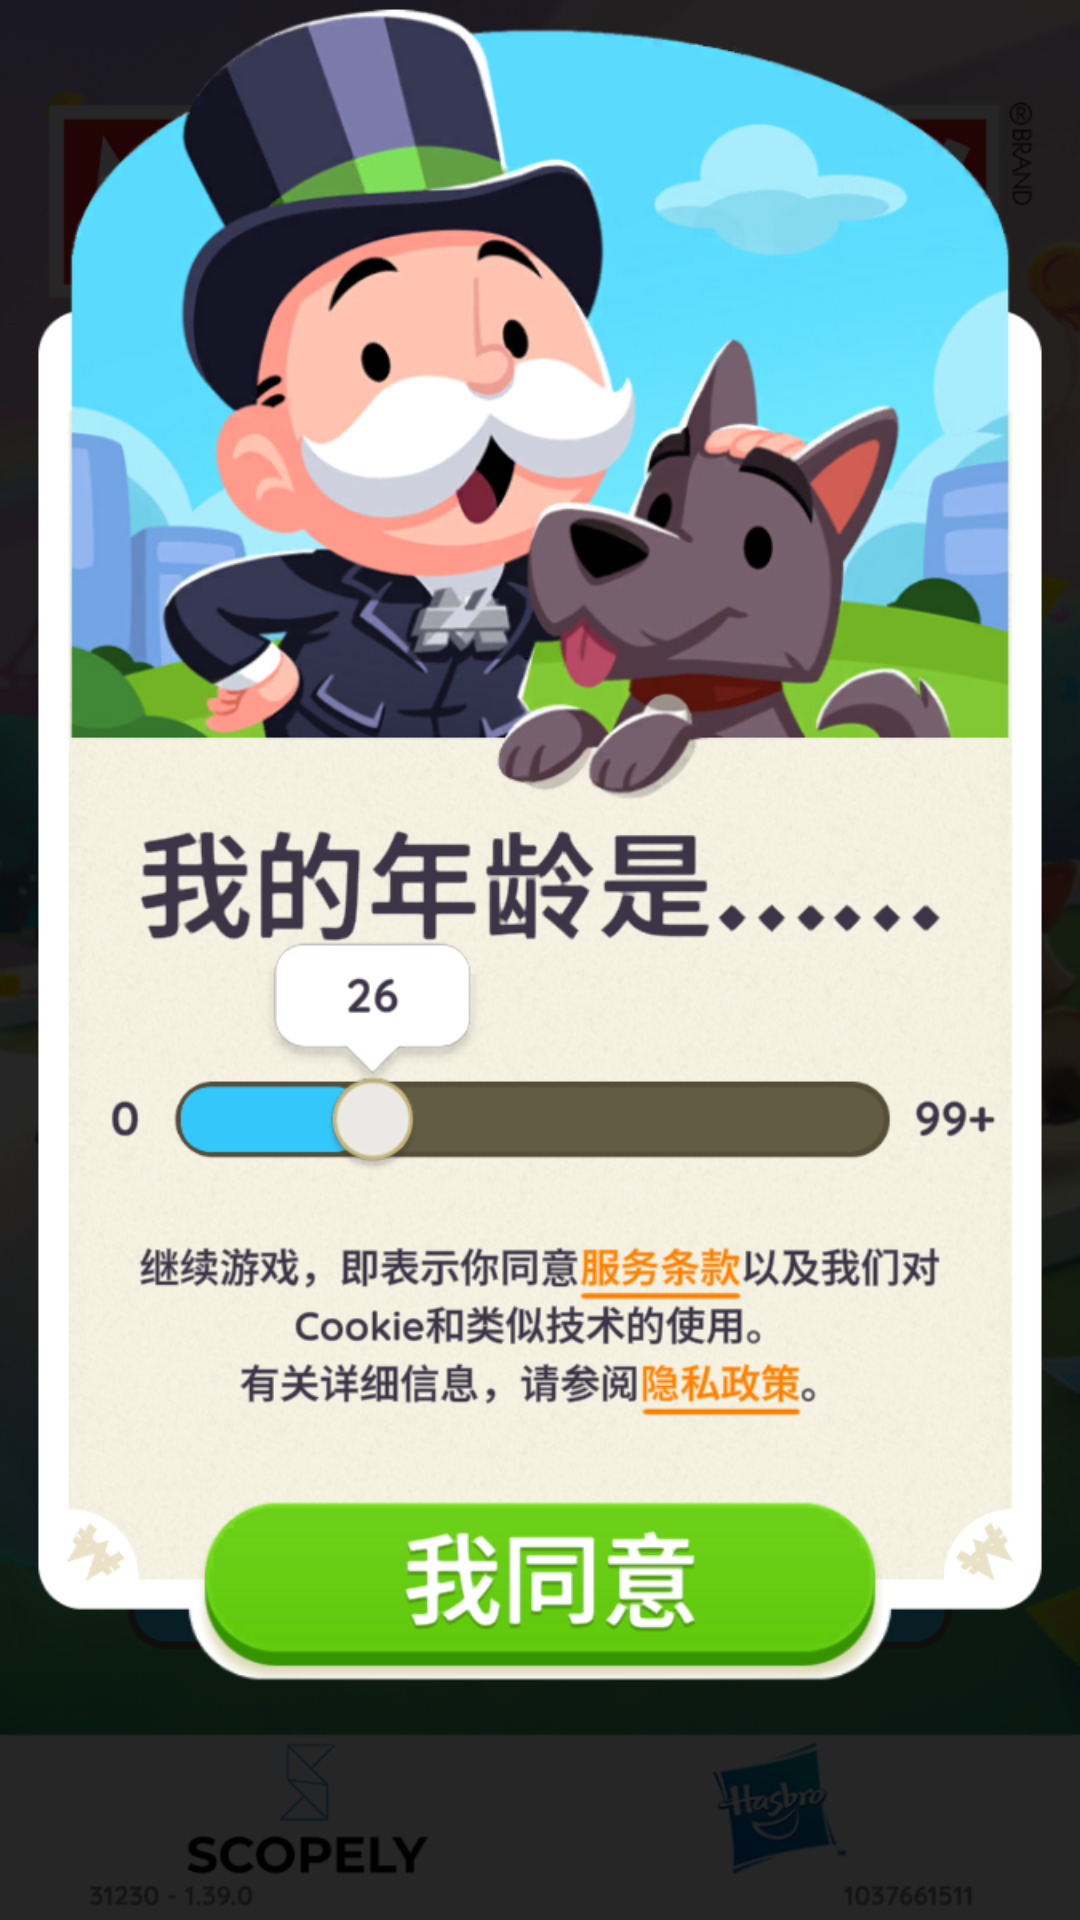 ®BRAND
我的年龄是......
26
0
99+
继续游戏，即表示你同意服务条款以及我们对
Cookie和类似技术的使用。
有关详细信息，请参阅隐私政策。
我同意
SCOPELY
Hasbro
31230 - 1.39.0
1037661511